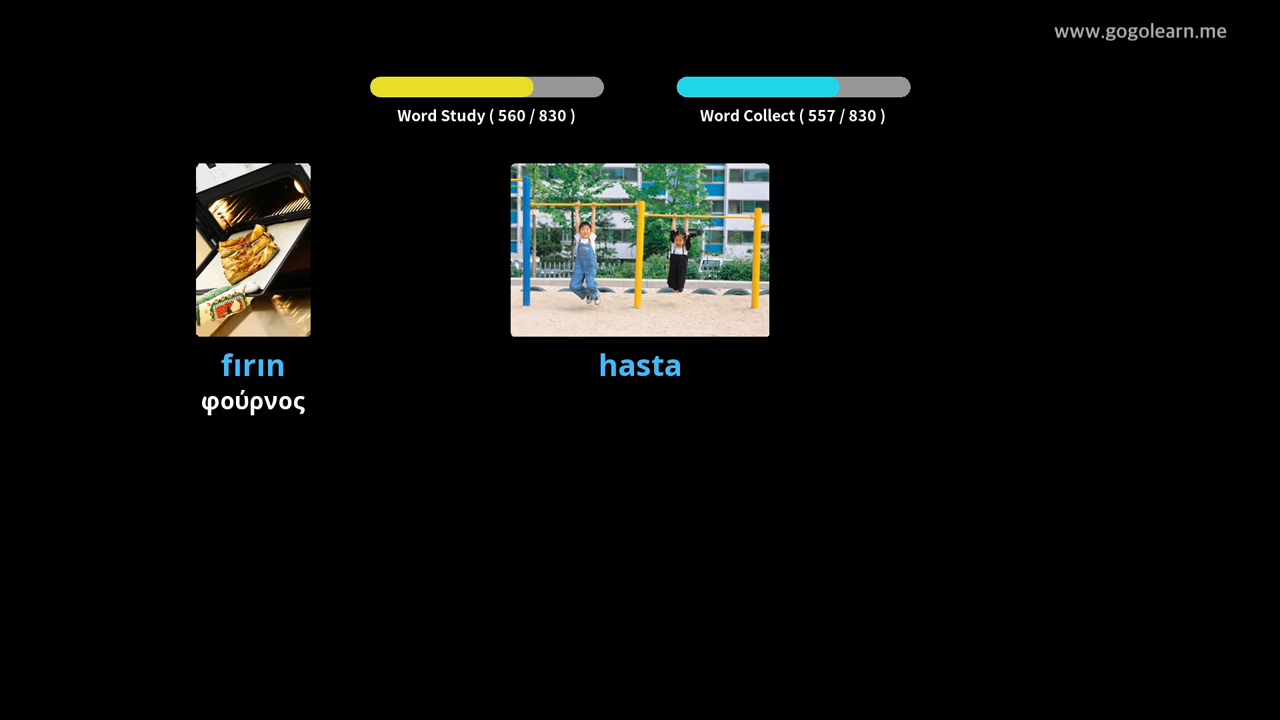 www.gogolearn.me
Word Study ( 560 / 830 )
Word Collect ( 557 / 830 )
fırın
φούρνος
hasta